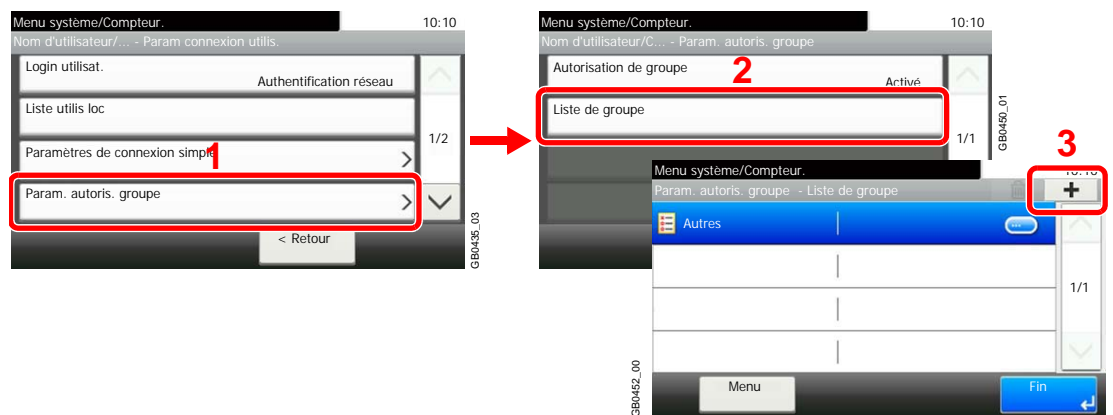 Menu système/Compteur.
10:10
Nom d'utilisateur/... - Param connexion utilis.
Login utilisat.
Authentification réseau
Liste utilis loc
1/2
Paramètres de connexion simple
1
Param. autoris. groupe
< Retour
GB0435_03
Menu système/Compteur.
10:10
Nom d'utilisateur/C... - Param. autoris. groupe
Autorisation de groupe
2
Activé
Liste de groupe
1/1
GB0450_01
3
Menu système/Compteur.
10:10
Param. autoris. groupe - Liste de groupe
+
Autres
1/1
Menu
Fin
GB0452_00